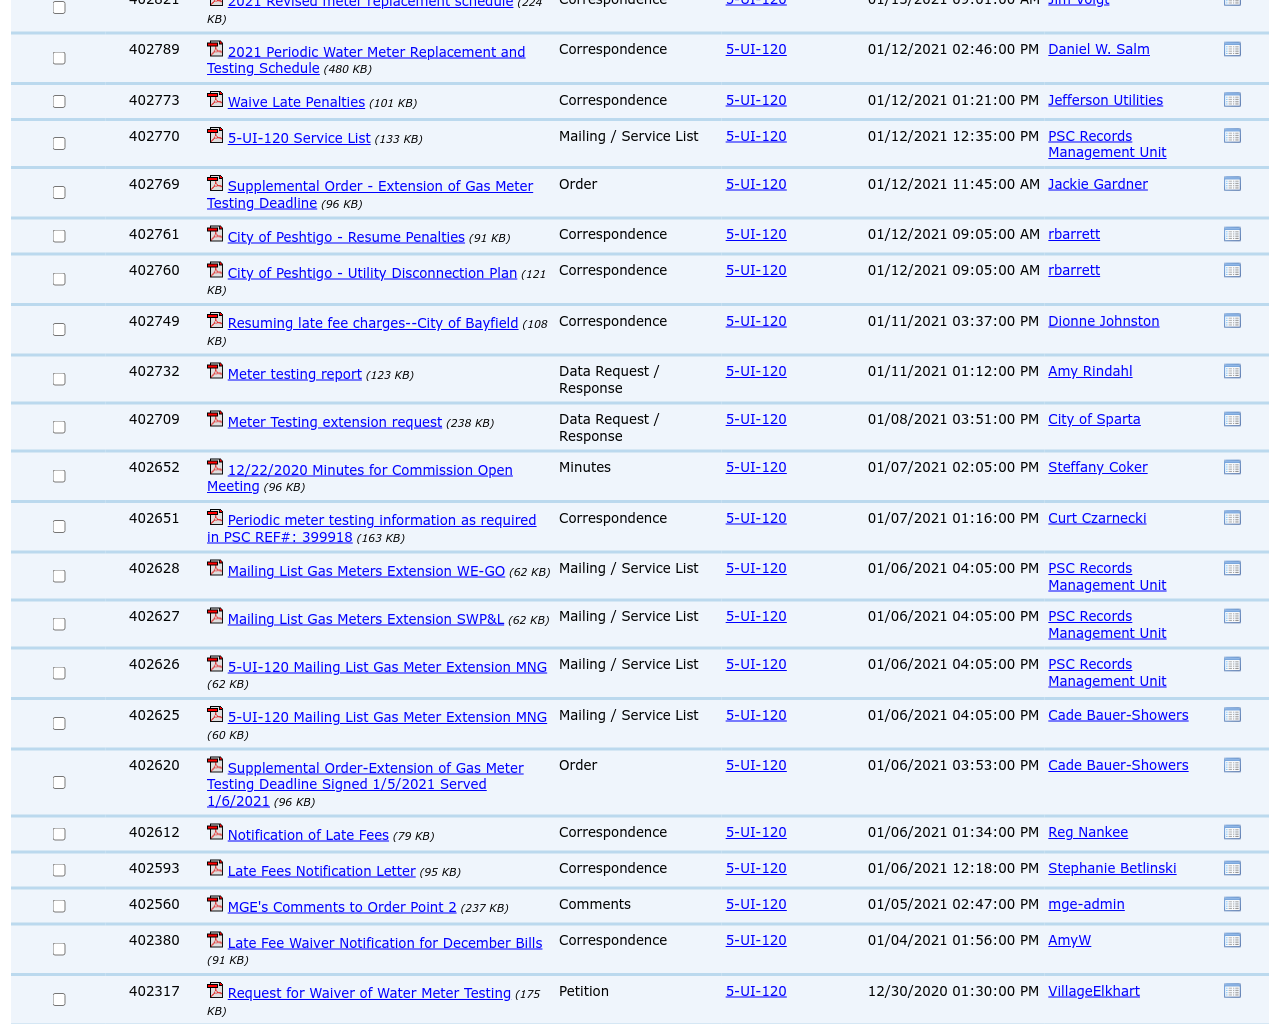 402821 2021 Revised meter replacement schedule (224 Correspondence 5-UI-120 01/13/2021 09:01:01 AM Jim Voigt
KB)
402789 2021 Periodic Water Meter Replacement and Correspondence 5-UI-120 01/12/2021 02:46:00 PM Daniel W. Salm
Testing Schedule (480 KB)
402773 Waive Late Penalties (101 KB) Correspondence 5-UI-120 01/12/2021 01:21:00 PM Jefferson Utilities
402770 5-UI-120 Service List (133 KB) Mailing / Service List 5-UI-120 01/12/2021 12:35:00 PM PSC Records
Management Unit
402769 Supplemental Order - Extension of Gas Meter Order 5-UI-120 01/12/2021 11:45:00 AM Jackie Gardner
Testing Deadline (96 KB)
402761 City of Peshtigo - Resume Penalties (91 KB) Correspondence 5-UI-120 01/12/2021 09:05:00 AM rbarrett
402760 City of Peshtigo - Utility Disconnection Plan (121 Correspondence 5-UI-120 01/12/2021 09:05:00 AM rbarrett
KB)
402749 Resuming late fee charges--City of Bayfield (108 Correspondence 5-UI-120 01/11/2021 03:37:00 PM Dionne Johnston
KB)
402732 Meter testing report (123 KB) Data Request / 5-UI-120 01/11/2021 01:12:00 PM Amy Rindahl
Response
402709 Meter Testing extension request (238 KB) Data Request / 5-UI-120 01/08/2021 03:51:00 PM City of Sparta
Response
402652 12/22/2020 Minutes for Commission Open Minutes 5-UI-120 01/07/2021 02:05:00 PM Steffany Coker
Meeting (96 KB)
402651 Periodic meter testing information as required Correspondence 5-UI-120 01/07/2021 01:16:00 PM Curt Czarnecki
in PSC REF#: 399918 (163 KB)
402628 Mailing List Gas Meters Extension WE-GO (62 KB) Mailing / Service List 5-UI-120 01/06/2021 04:05:00 PM PSC Records
Management Unit
402627 Mailing List Gas Meters Extension SWP&L (62 KB) Mailing / Service List 5-UI-120 01/06/2021 04:05:00 PM PSC Records
Management Unit
402626 5-UI-120 Mailing List Gas Meter Extension MNG Mailing / Service List 5-UI-120 01/06/2021 04:05:00 PM PSC Records
(62 KB) Management Unit
402625 5-UI-120 Mailing List Gas Meter Extension MNG Mailing / Service List 5-UI-120 01/06/2021 04:05:00 PM Cade Bauer-Showers
(60 KB)
402620 Supplemental Order-Extension of Gas Meter Order 5-UI-120 01/06/2021 03:53:00 PM Cade Bauer-Showers
Testing Deadline Signed 1/5/2021 Served
1/6/2021 (96 KB)
402612 Notification of Late Fees (79 KB) Correspondence 5-UI-120 01/06/2021 01:34:00 PM Reg Nankee
402593 Late Fees Notification Letter (95 KB) Correspondence 5-UI-120 01/06/2021 12:18:00 PM Stephanie Betlinski
402560 MGE's Comments to Order Point 2 (237 KB) Comments 5-UI-120 01/05/2021 02:47:00 PM mge-admin
402380 Late Fee Waiver Notification for December Bills Correspondence 5-UI-120 01/04/2021 01:56:00 PM AmyW
(91 KB)
402317 Request for Waiver of Water Meter Testing (175 Petition 5-UI-120 12/30/2020 01:30:00 PM VillageElkhart
KB)